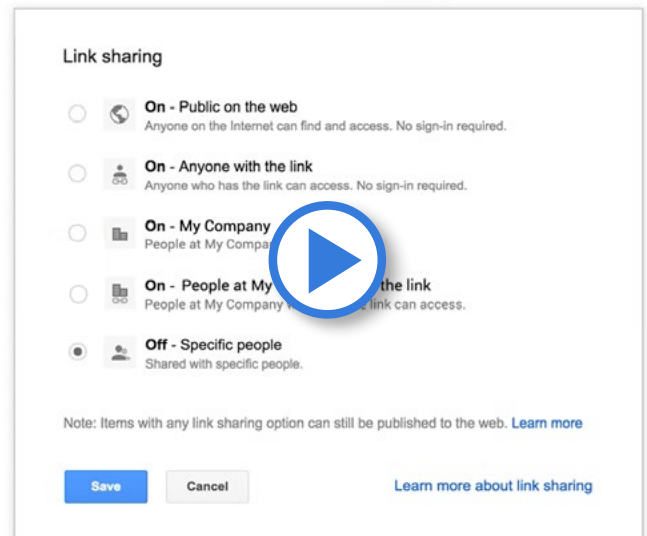 Link sharing
On - Public on the web
Anyone on the Internet can find and access. No sign-in required.
On - Anyone with the link
Anyone who has the link can access. No sign-in required.
On - My Company
People at My
On - People at My the link
People at My Company link can access.
Off - Specific people
Shared with specific people.
Note: Items with any link sharing option can still be published to the web. Learn more
Save Cancel Learn more about link sharing